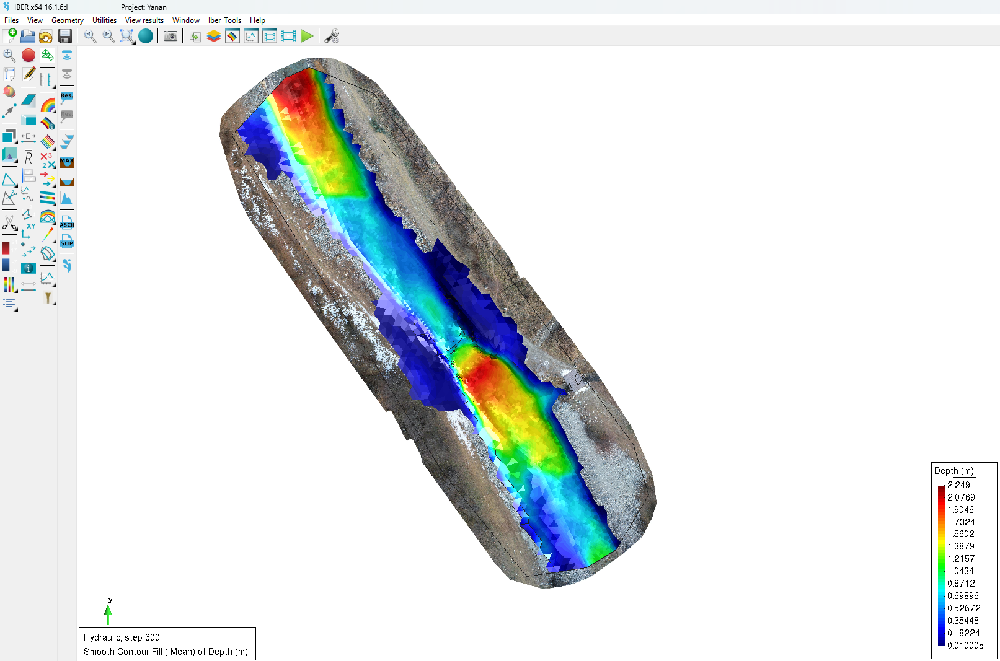 IBER x64 16.1.6d Project: Yanan
Files View Geometry Utilities View results Window Iber_Tools Help
Res.
Res.
E
R
MAX
×3
2×
XY
ASCII
SHP
i
y
Hydraulic, step 600
Smooth Contour Fill ( Mean) of Depth (m).
Depth (m)
2.2491
2.0769
1.9046
1.7324
1.5602
1.3879
1.2157
1.0434
0.8712
0.69896
0.52672
0.35448
0.18224
0.010005